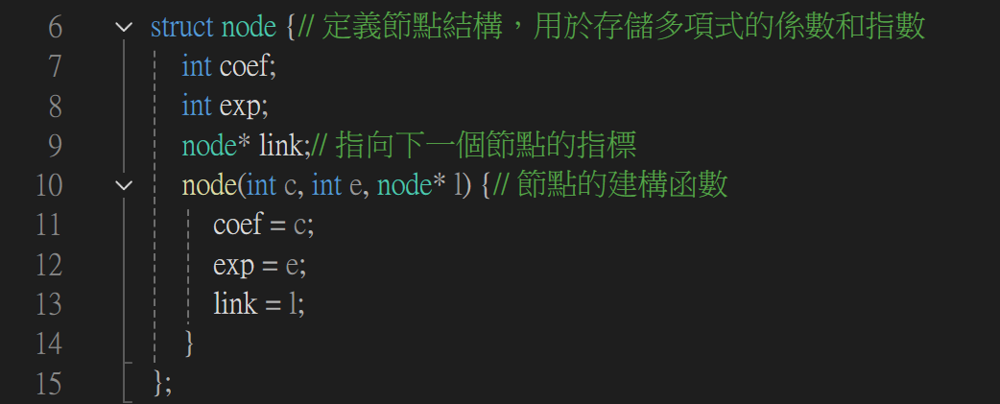 6 struct node {// 定義節點結構，用於存儲多項式的係數和指數
7 int coef;
8 int exp;
9 node* link;// 指向下一個節點的指標
10 node(int c, int e, node* l) {// 節點的建構函數
11 coef = c;
12 exp = e;
13 link = l;
14 }
15 };